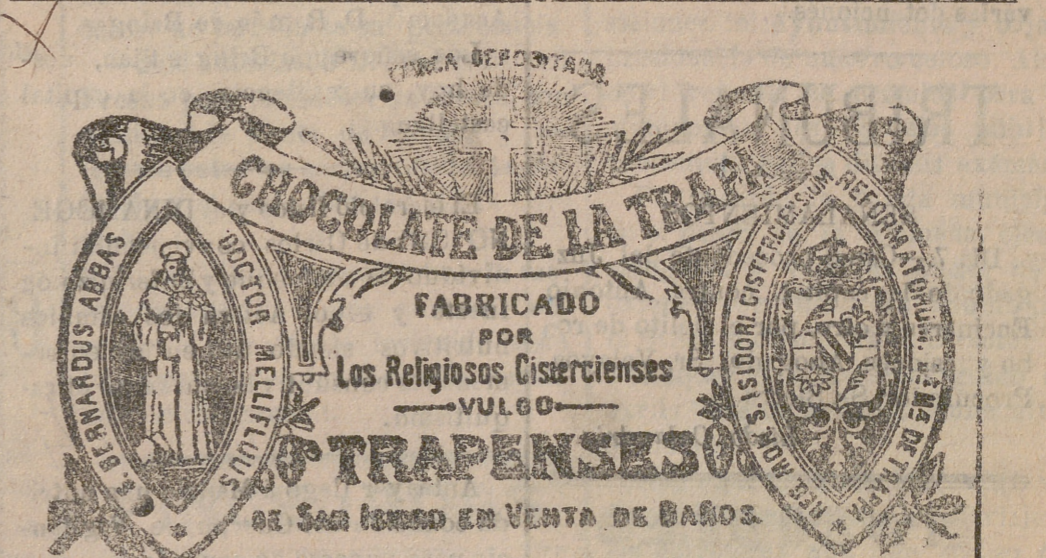 MARCA DEPOSITADA.
CHOCOLATE DE LA TRAPA
S. BERNARDUS ABBAS
DOCTOR MELLIFLUUS
FABRICADO
POR
Los Religiosos Cistercienses
VULGO
TRAPENSES
DE SAN ISIDRO EN VENTA DE BAÑOS.
REG. MON. S. ISIDORI. CISTERCIENSIUM
REFORMATORUM. DE TRAPPA